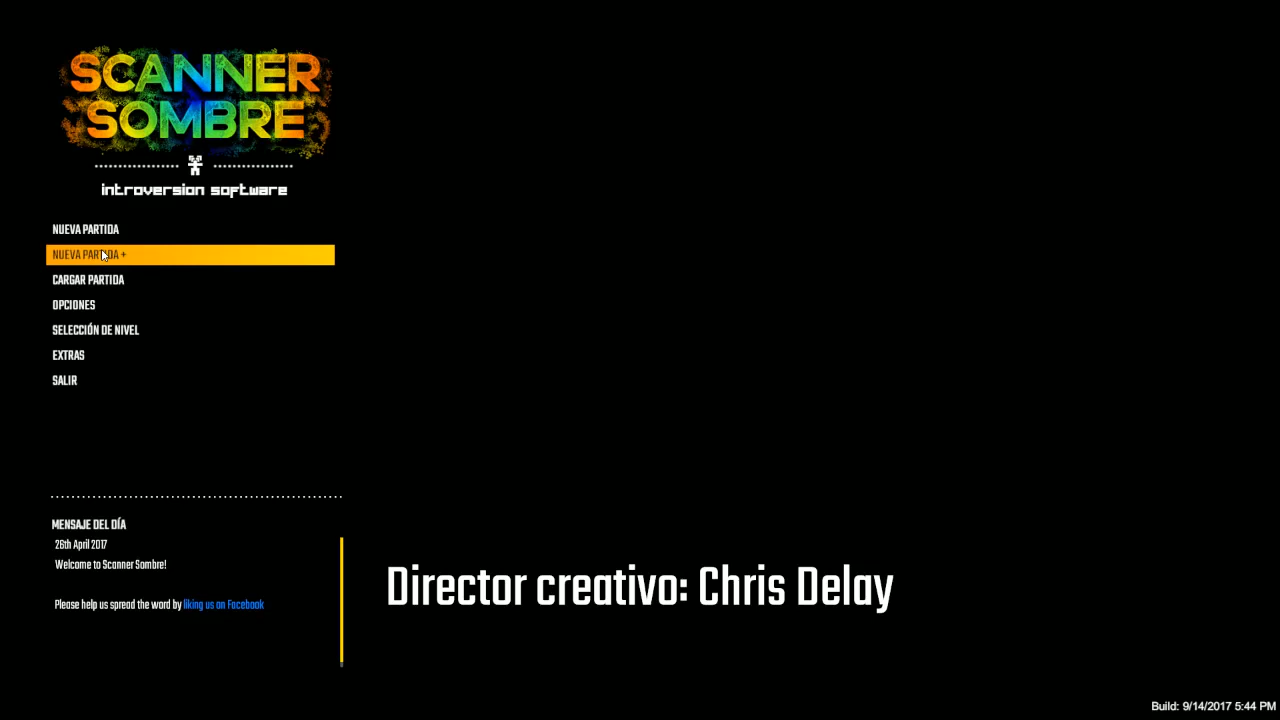 SCANNER
SOMBRE
introversion software
NUEVA PARTIDA
NUEVA PARTIDA +
CARGAR PARTIDA
OPCIONES
SELECCIÓN DE NIVEL
EXTRAS
SALIR
MENSAJE DEL DÍA
26th April 2017
Welcome to Scanner Sombre!
Please help us spread the word by liking us on Facebook
Director creativo: Chris Delay
Build: 9/14/2017 5:44 PM